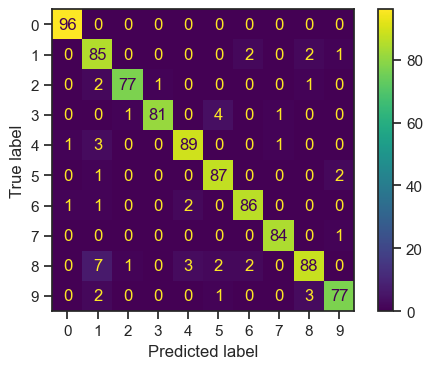 0 96 0 0 0 0 0 0 0 0 0
1 0 85 0 0 0 0 2 0 2 1
2 0 2 77 1 0 0 0 0 1 0
3 0 0 1 81 0 4 0 1 0 0
4 1 3 0 0 89 0 0 1 0 0
5 0 1 0 0 0 87 0 0 0 2
6 1 1 0 0 2 0 86 0 0 0
7 0 0 0 0 0 0 0 84 0 1
8 0 7 1 0 3 2 2 0 88 0
9 0 2 0 0 0 1 0 0 3 77
0 1 2 3 4 5 6 7 8 9
Predicted label
True label
80
60
40
20
0